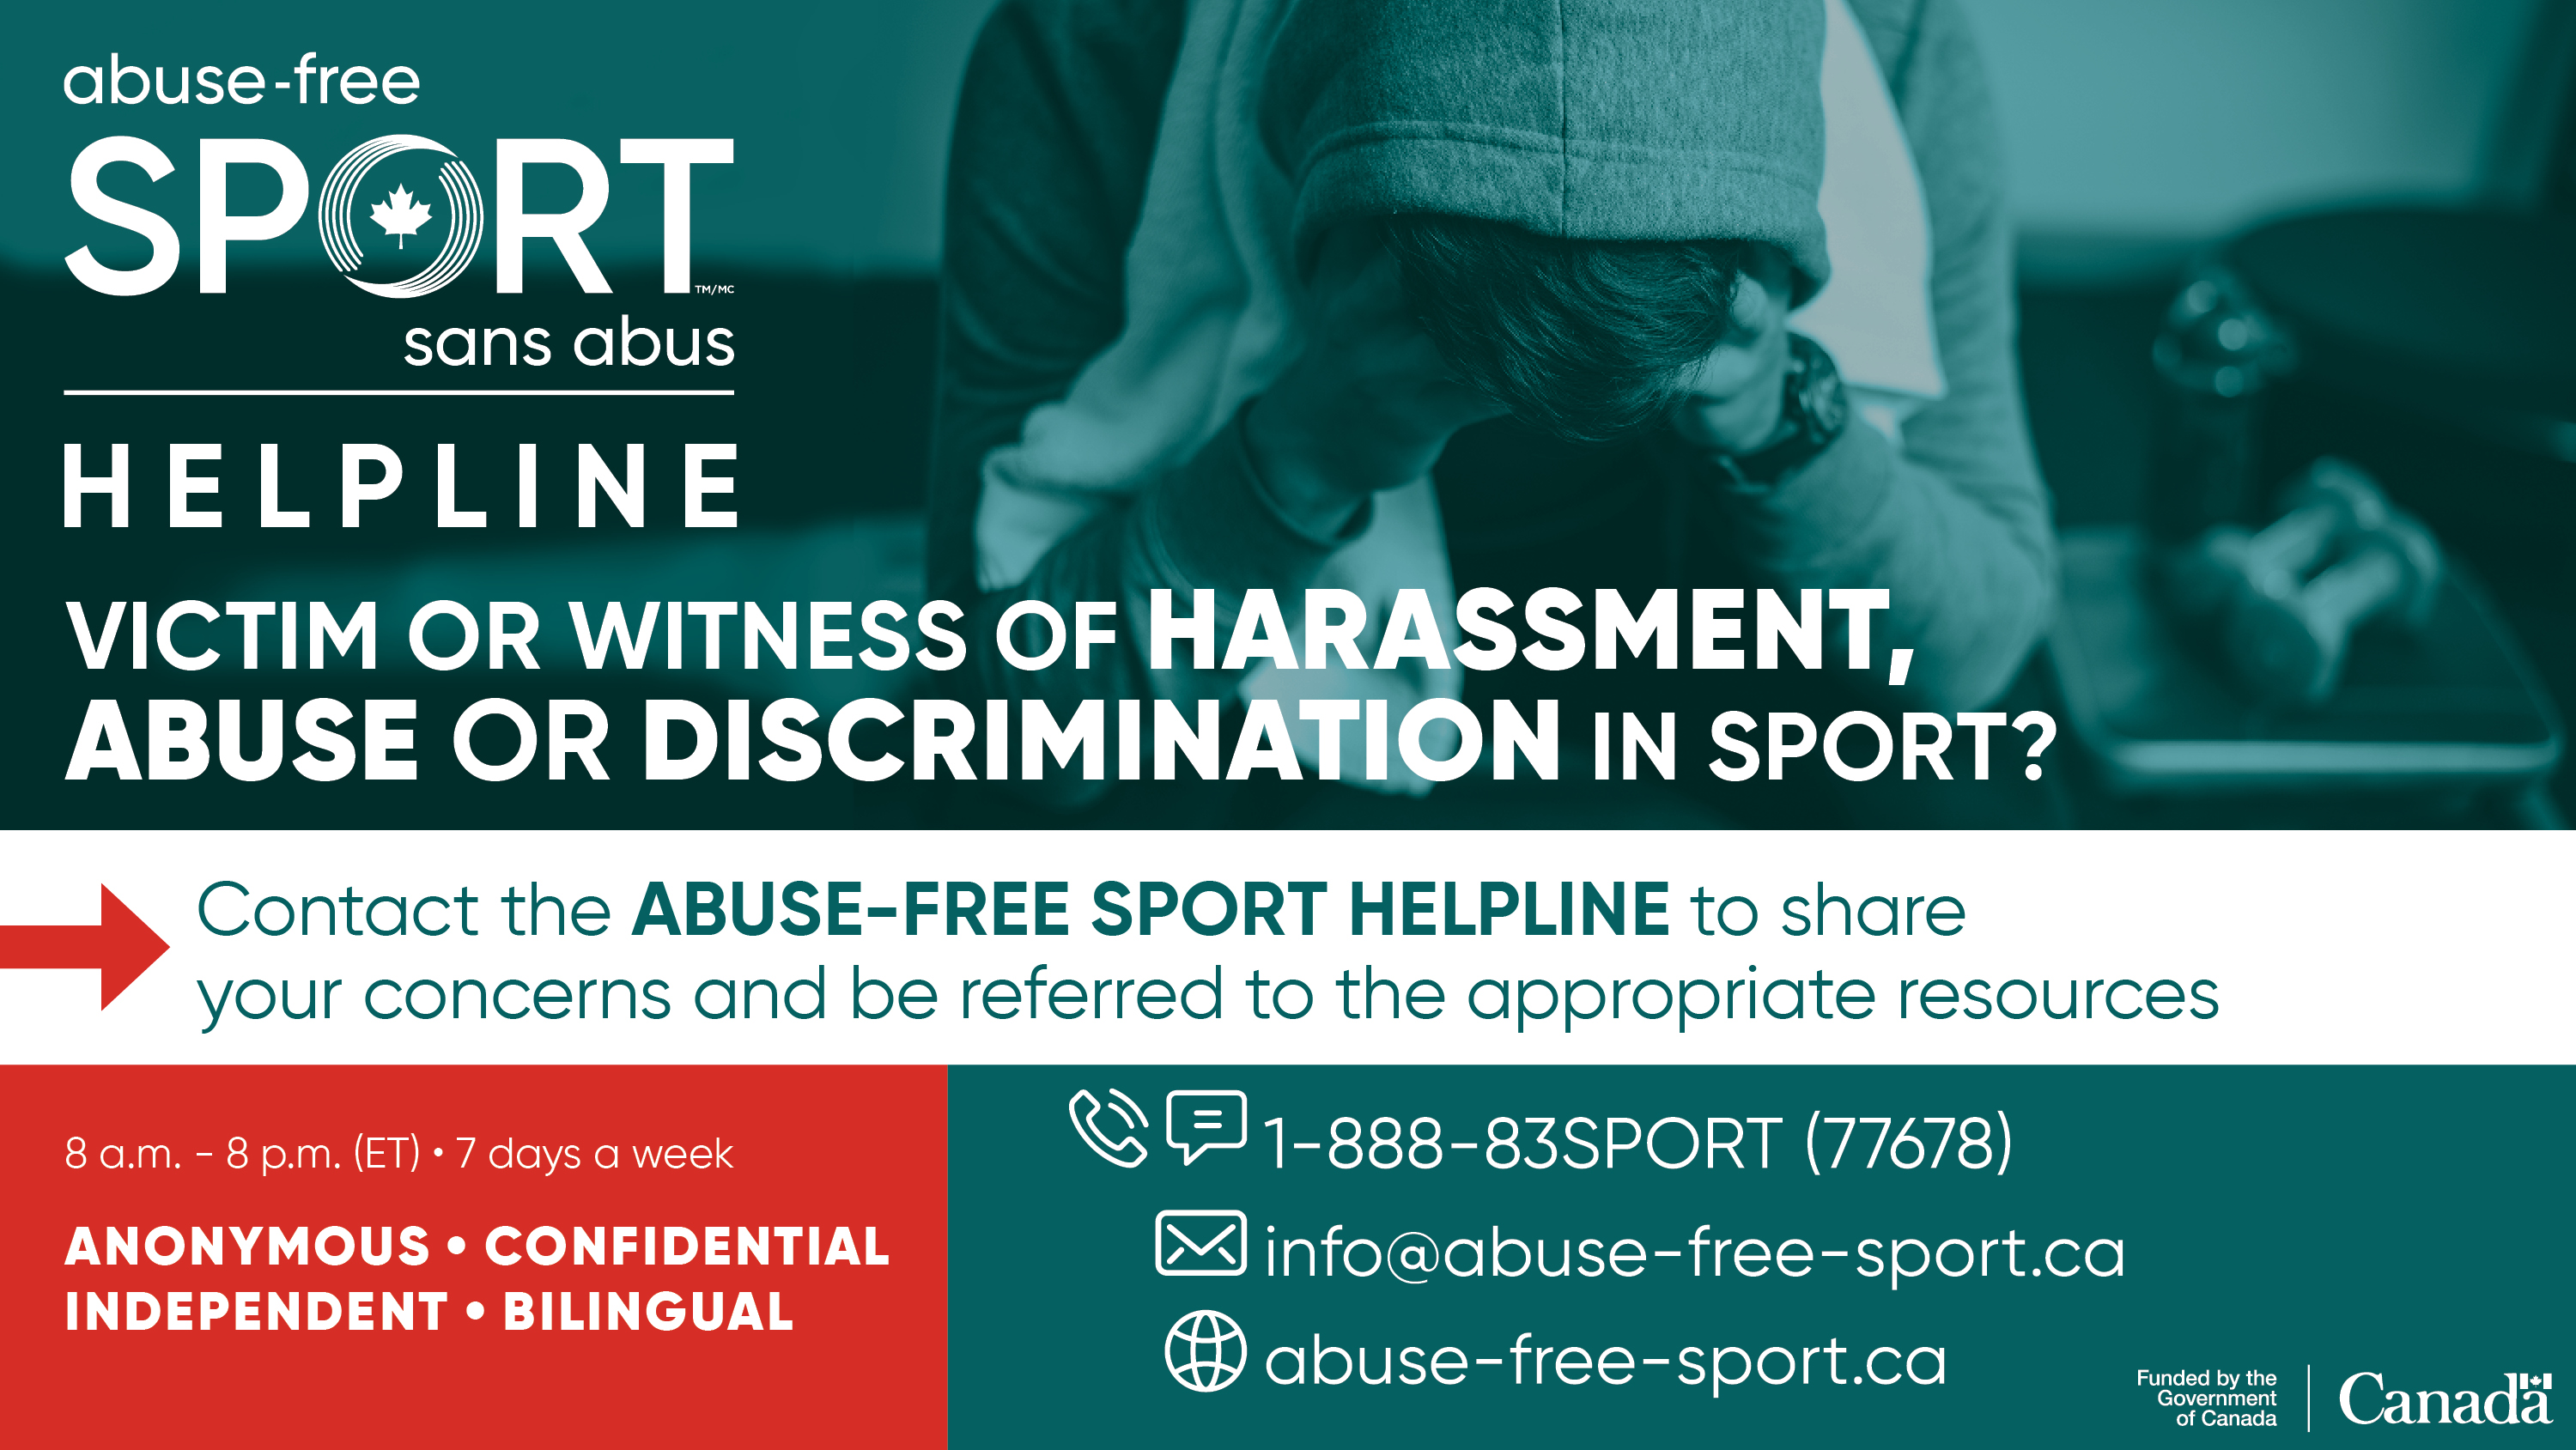 abuse-free
SPORT
TM/MC
sans abus
HELPLINE
VICTIM OR WITNESS OF HARASSMENT,
ABUSE OR DISCRIMINATION IN SPORT?
Contact the ABUSE-FREE SPORT HELPLINE to share
your concerns and be referred to the appropriate resources
8 a.m. - 8 p.m. (ET) • 7 days a week
ANONYMOUS • CONFIDENTIAL
INDEPENDENT • BILINGUAL
1-888-83SPORT (77678)
info@abuse-free-sport.ca
abuse-free-sport.ca
Funded by the
Government
of Canada
Canada